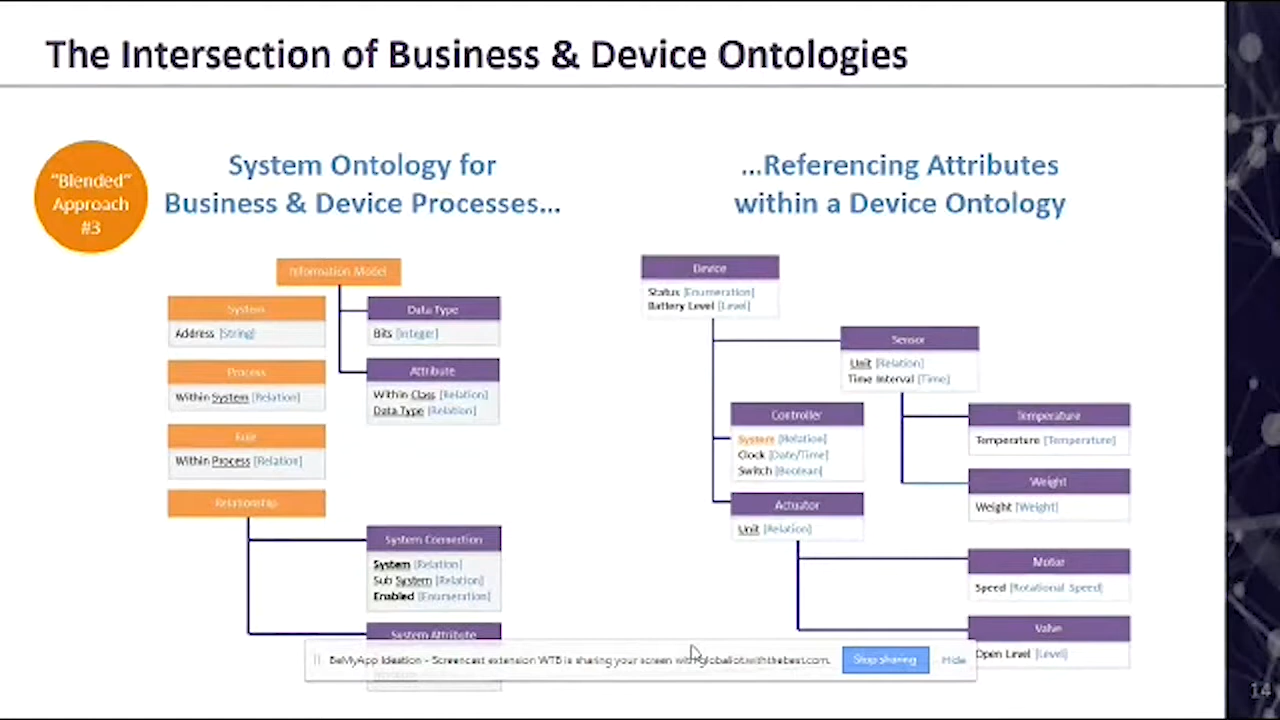 The Intersection of Business & Device Ontologies
"Blended"
Approach
#3
System Ontology for
Business & Device Processes...
...Referencing Attributes
within a Device Ontology
Information Model
System
Address [String]
Process
Within System [Relation]
Rule
Within Process [Relation]
Relationship
Data Type
Bits [Integer]
Attribute
Within Class [Relation]
Data Type [Relation]
System Connection
System [Relation]
Sub System [Relation]
Enabled [Enumeration]
System Attribute
Device
Status [Enumeration]
Battery Level [Level]
Sensor
Unit [Relation]
Time Interval [Time]
Controller
System [Relation]
Clock [Date/Time]
Switch [Boolean]
Actuator
Unit [Relation]
Temperature
Temperature [Temperature]
Weight
Weight [Weight]
Motor
Speed [Rotational Speed]
Valve
Open Level [Level]
BeMyApp Ideation - Screencast extension WTB is sharing your screen with globaliot.withthebest.com.
Stop sharing
Hide
14